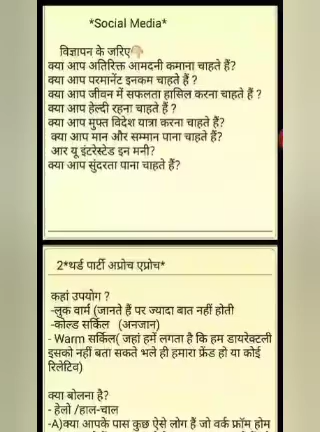 *Social Media*
विज्ञापन के जरिए👇🏻
क्या आप अतिरिक्त आमदनी कमाना चाहते हैं?
क्या आप परमानेंट इनकम चाहते हैं ?
क्या आप जीवन में सफलता हासिल करना चाहते हैं ?
क्या आप हेल्दी रहना चाहते हैं ?
क्या आप मुफ्त विदेश यात्रा करना चाहते हैं?
क्या आप मान और सम्मान पाना चाहते हैं?
आर यू इंटरेस्टेड इन मनी?
क्या आप सुंदरता पाना चाहते हैं?
2*थर्ड पार्टी अप्रोच एप्रोच*
कहां उपयोग ?
-लुक वार्म (जानते हैं पर ज्यादा बात नहीं होती
-कोल्ड सर्किल (अनजान)
- Warm सर्किल( जहां हमें लगता है कि हम डायरेक्टली
इसको नहीं बता सकते भले ही हमारा फ्रेंड हो या कोई
रिलेटिव)
क्या बोलना है?
- हेलो /हाल-चाल
-A)क्या आपके पास कुछ ऐसे लोग हैं जो वर्क फ्रॉम होम